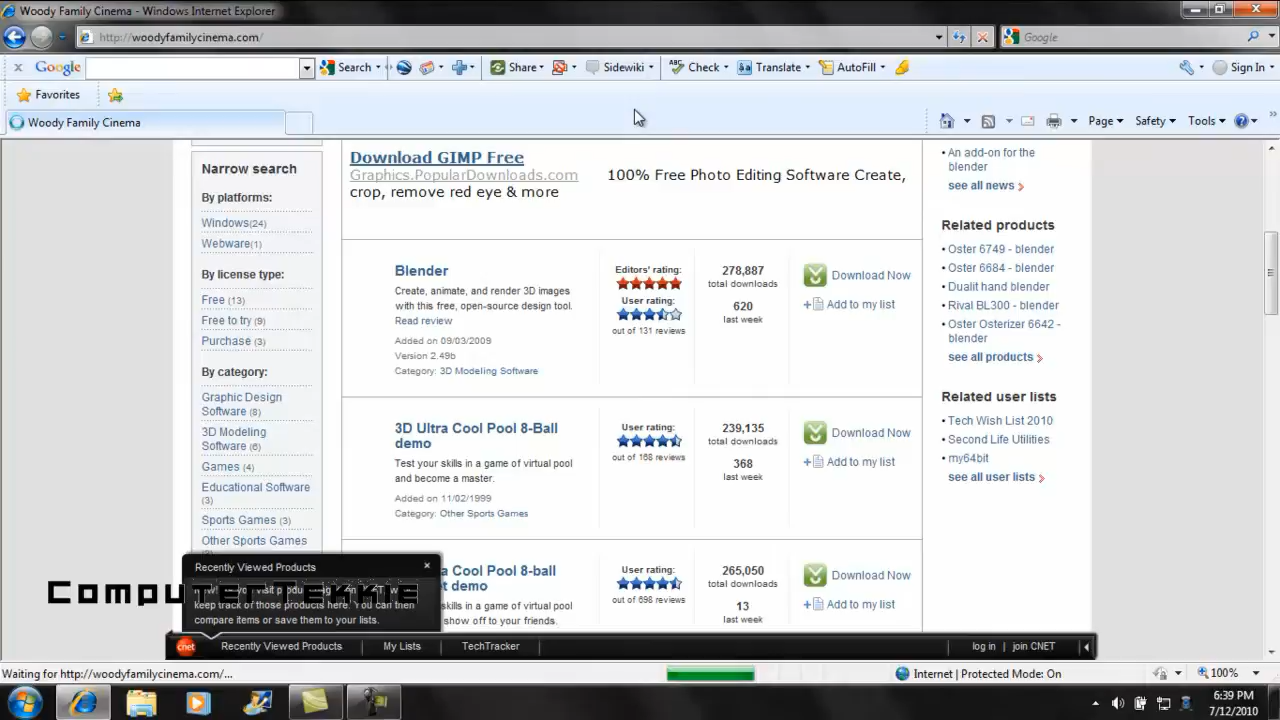 Woody Family Cinema - Windows Internet Explorer
http://woodyfamilycinema.com/
Google
Google
Search
Share
Sidewiki
Check
Translate
AutoFill
Sign In
Favorites
Woody Family Cinema
Page
Safety
Tools
Narrow search
By platforms:
Windows(24)
Webware(1)
By license type:
Free (13)
Free to try (9)
Purchase (3)
By category:
Graphic Design
Software (8)
3D Modeling
Software (6)
Games (4)
Educational Software
(3)
Sports Games (3)
Other Sports Games
Download GIMP Free
Graphics.PopularDownloads.com
100% Free Photo Editing Software Create,
crop, remove red eye & more
Blender
Create, animate, and render 3D images
with this free, open-source design tool.
Read review
Added on 09/03/2009
Version 2.49b
Category: 3D Modeling Software
Editors' rating:
User rating:
out of 131 reviews
278,887
total downloads
620
last week
Download Now
Add to my list
3D Ultra Cool Pool 8-Ball
demo
Test your skills in a game of virtual pool
and become a master.
Added on 11/02/1999
Category: Other Sports Games
User rating:
out of 168 reviews
239,135
total downloads
368
last week
Download Now
Add to my list
Cool Pool 8-ball
demo
show off to your friends.
User rating:
out of 698 reviews
265,050
total downloads
13
last week
Download Now
Add to my list
An add-on for the
blender
see all news
Related products
Oster 6749 - blender
Oster 6684 - blender
Dualit hand blender
Rival BL300 - blender
Oster Osterizer 6642 -
blender
see all products
Related user lists
Tech Wish List 2010
Second Life Utilities
my64bit
see all user lists
Recently Viewed Products
keep track of those products here. You can then
compare items or save them to your lists.
ComputerTekkie
cnet
Recently Viewed Products
My Lists
TechTracker
log in | join CNET
Waiting for http://woodyfamilycinema.com/...
Internet | Protected Mode: On
100%
6:39 PM
7/12/2010